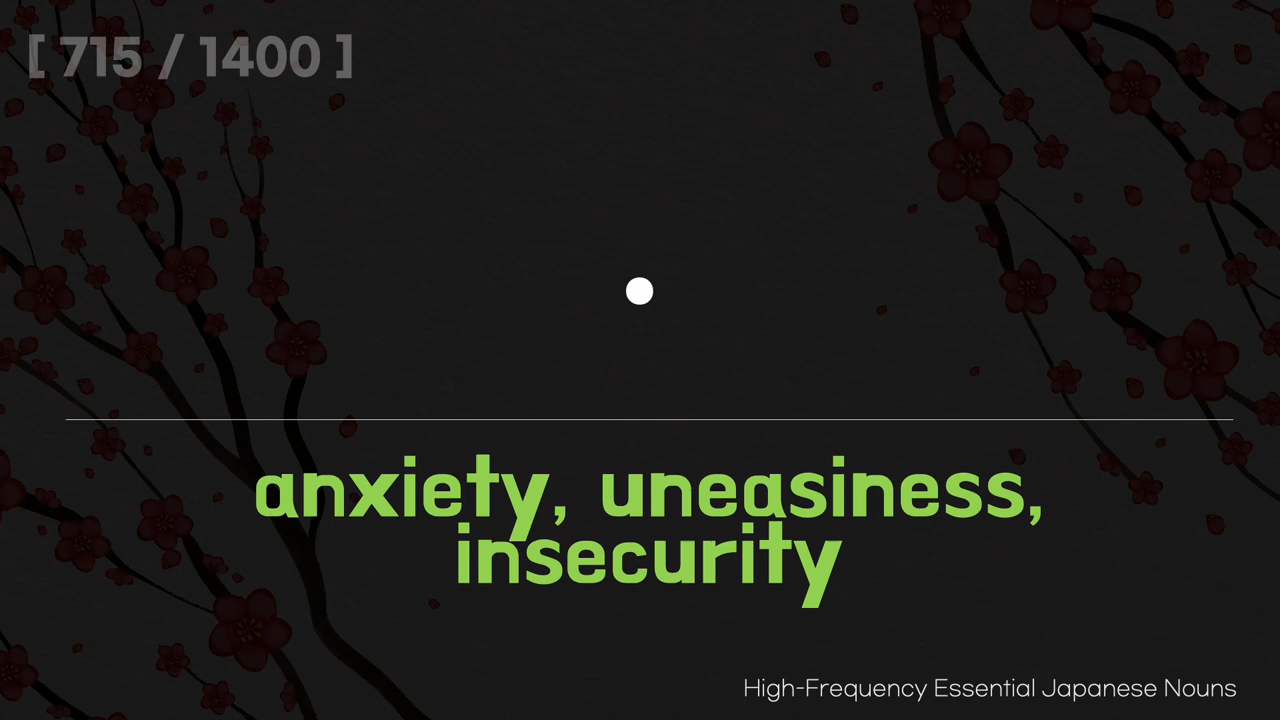 [ 715 / 1400 ]
anxiety, uneasiness,
insecurity
High-Frequency Essential Japanese Nouns